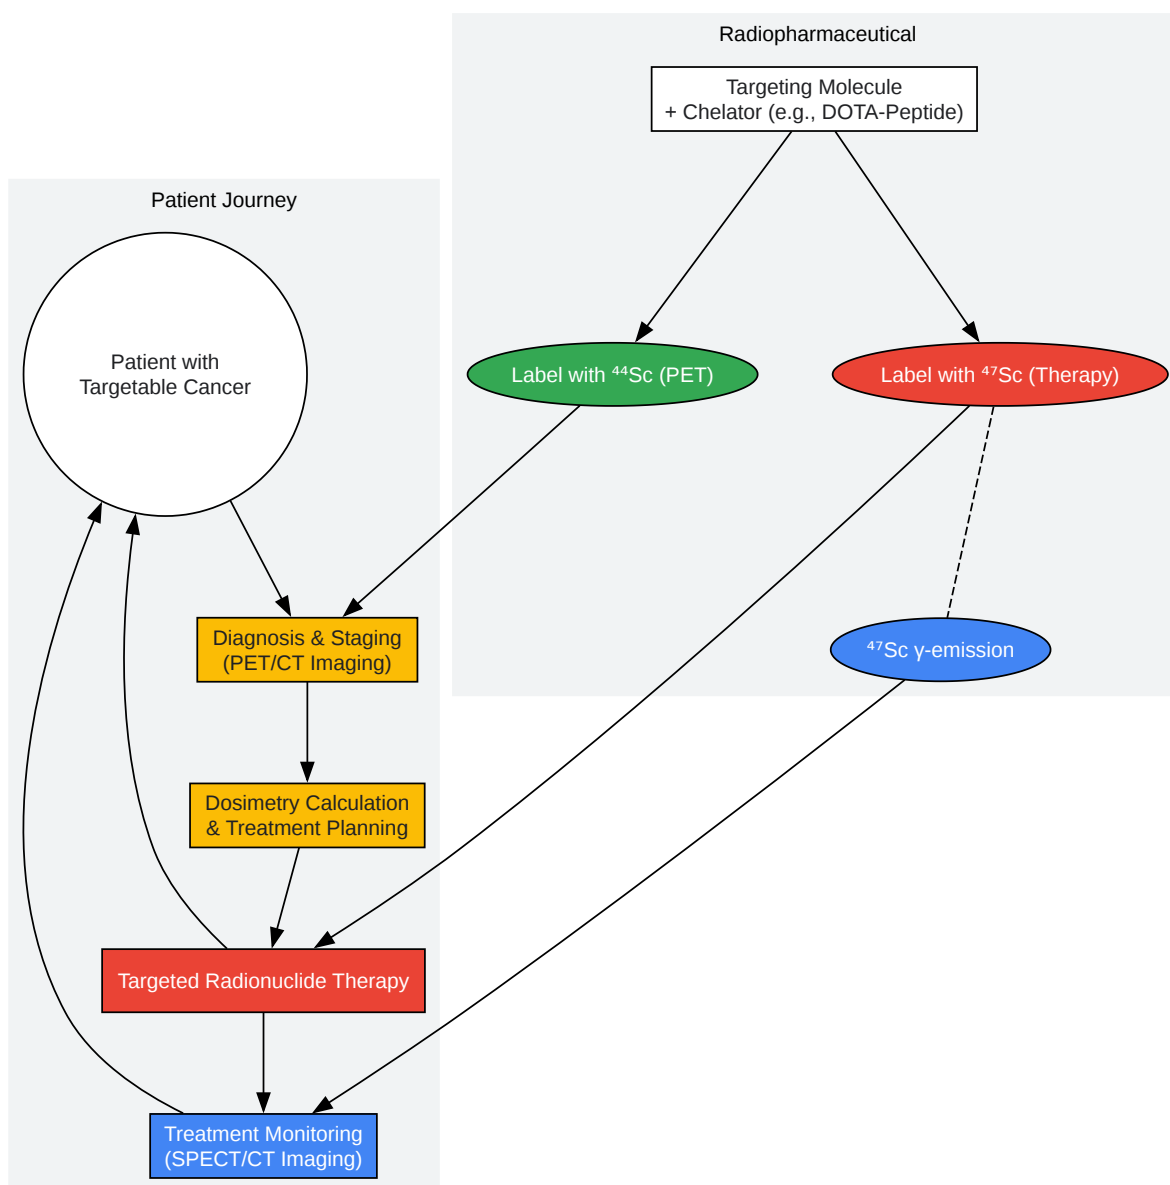 Radiopharmaceutical
Targeting Molecule
+ Chelator (e.g., DOTA-Peptide)
Patient Journey
Patient with
Targetable Cancer
Label with ⁴⁴Sc (PET)
Label with ⁴⁷Sc (Therapy)
Diagnosis & Staging
(PET/CT Imaging)
⁴⁷Sc γ-emission
Dosimetry Calculation
& Treatment Planning
Targeted Radionuclide Therapy
Treatment Monitoring
(SPECT/CT Imaging)